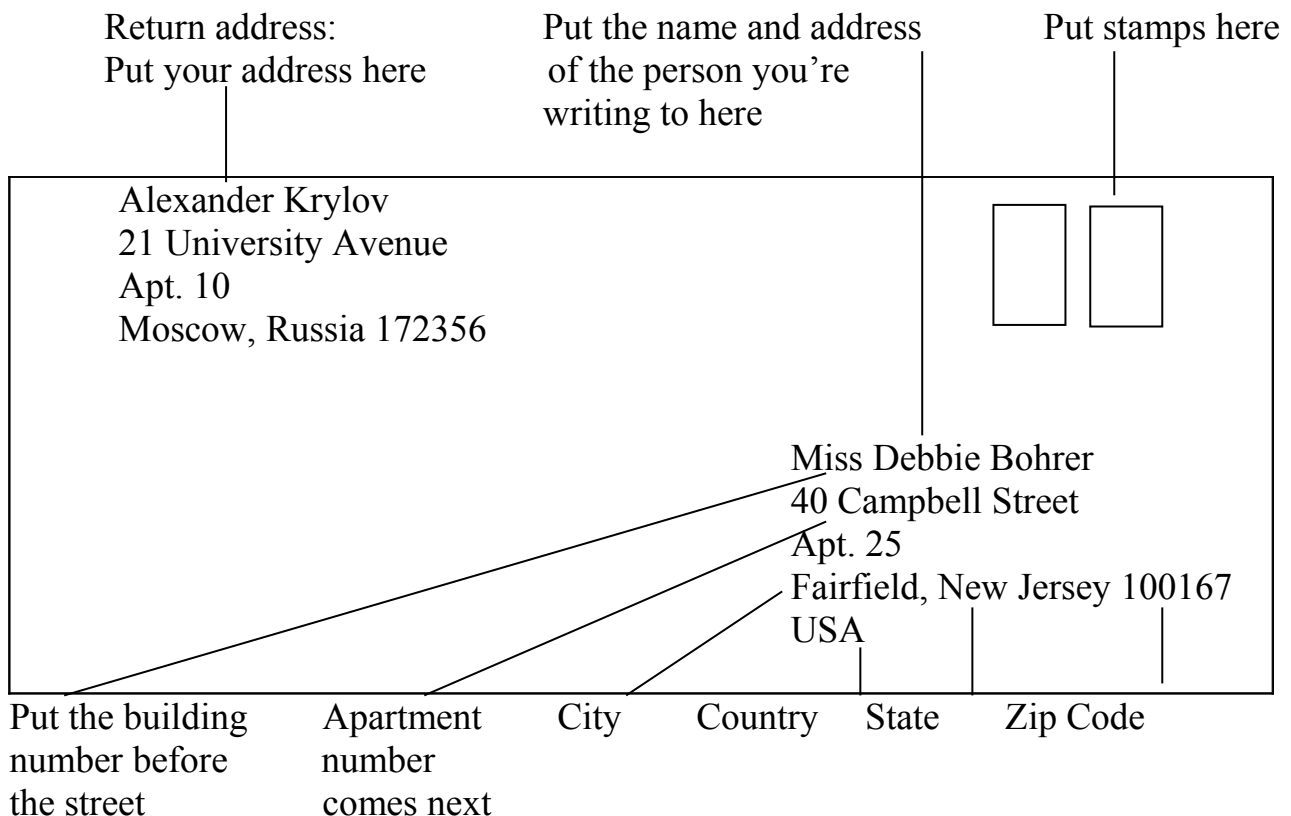 Return address:
Put your address here
Put the name and address
of the person you're
writing to here
Put stamps here
Alexander Krylov
21 University Avenue
Apt. 10
Moscow, Russia 172356
Miss Debbie Bohrer
40 Campbell Street
Apt. 25
Fairfield, New Jersey 100167
USA
Put the building
number before
the street
Apartment
number
comes next
City
Country
State
Zip Code